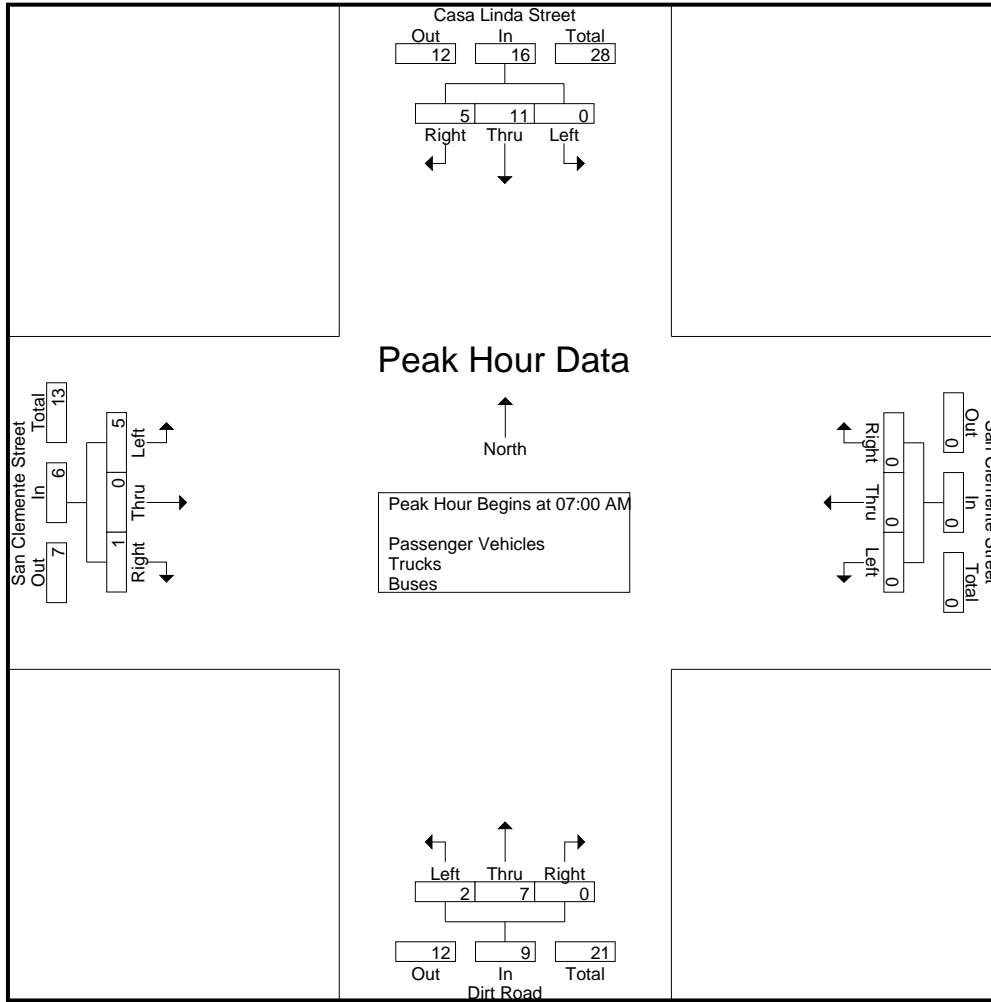 Casa Linda Street
Out In Total
12 16 28
5 11 0
Right Thru Left
Peak Hour Data
North
Peak Hour Begins at 07:00 AM
Passenger Vehicles
Trucks
Buses
San Clemente Street
Total In Out
13 6 7
5 0 1
Left Thru Right
San Clemente Street
Out In Total
0 0 0
0 0 0
Right Thru Left
Left Thru Right
2 7 0
12 9 21
Out In Total
Dirt Road